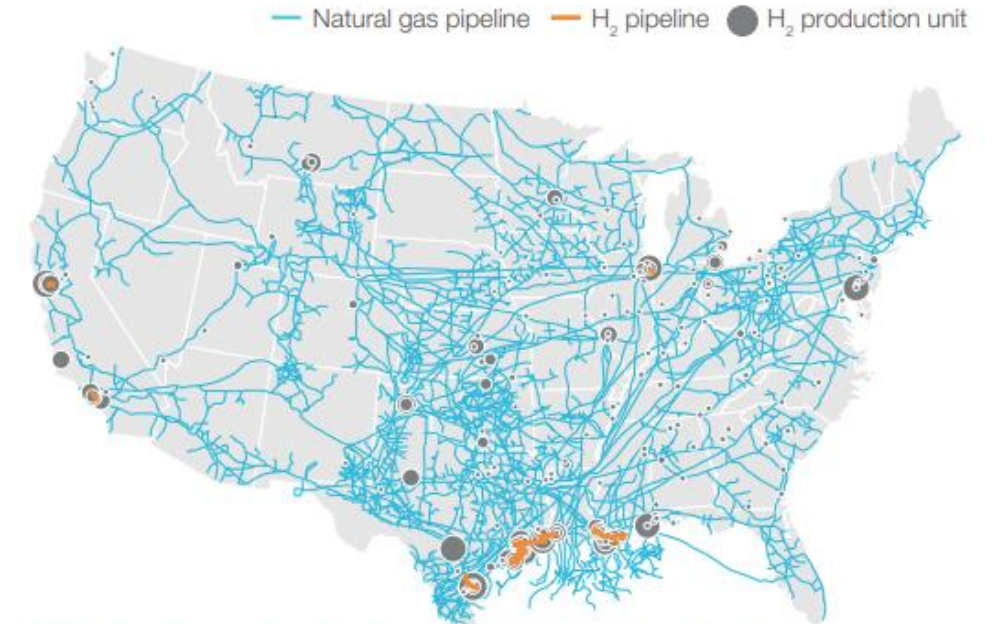 Natural gas pipeline H₂ pipeline H₂ production unit